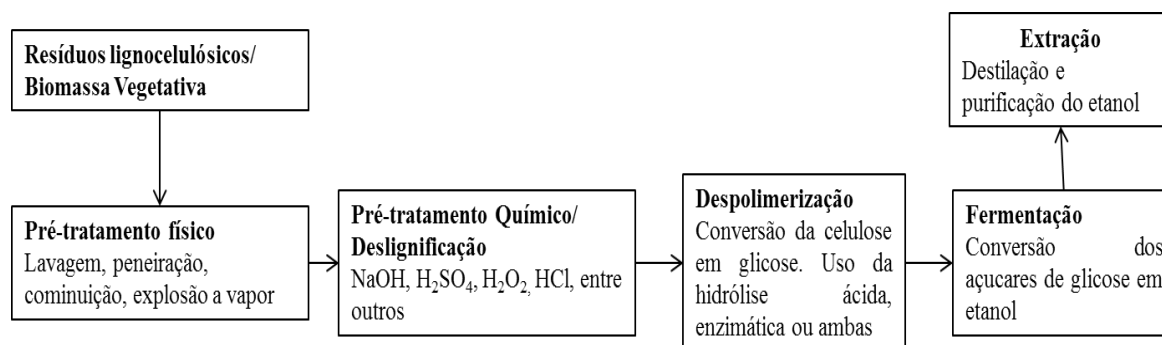 Resíduos lignocelulósicos/
Biomassa Vegetativa
Pré-tratamento físico
Lavagem, peneiração,
cominuição, explosão a vapor
Pré-tratamento Químico/
Deslignificação
NaOH, H₂SO₄, H₂O₂, HCl, entre
outros
Despolimerização
Conversão da celulose
em glicose. Uso da
hidrólise ácida,
enzimática ou ambas
Fermentação
Conversão dos
açucares de glicose em
etanol
Extração
Destilação e
purificação do etanol